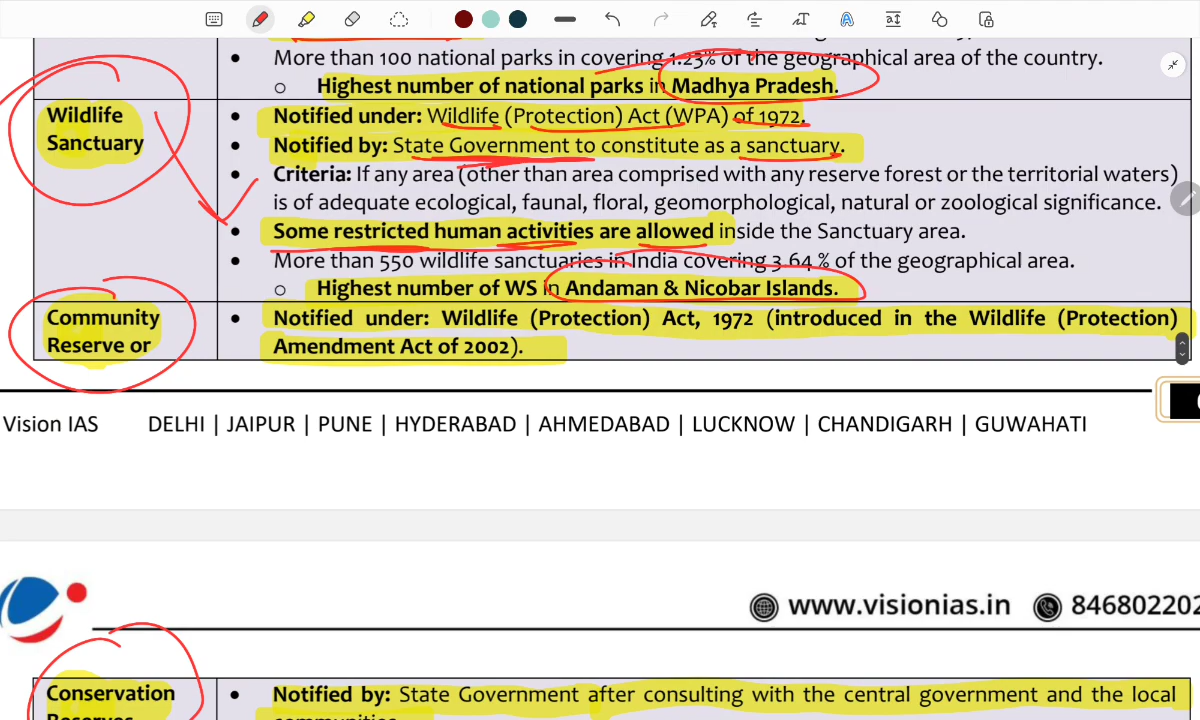 • More than 100 national parks in covering 1.23% of the geographical area of the country.
o Highest number of national parks in Madhya Pradesh.
Wildlife
Sanctuary
• Notified under: Wildlife (Protection) Act (WPA) of 1972.
• Notified by: State Government to constitute as a sanctuary.
• Criteria: If any area (other than area comprised with any reserve forest or the territorial waters)
is of adequate ecological, faunal, floral, geomorphological, natural or zoological significance.
• Some restricted human activities are allowed inside the Sanctuary area.
• More than 550 wildlife sanctuaries in India covering 3.64 % of the geographical area.
o Highest number of WS in Andaman & Nicobar Islands.
Community
Reserve or
• Notified under: Wildlife (Protection) Act, 1972 (introduced in the Wildlife (Protection)
Amendment Act of 2002).
Vision IAS DELHI | JAIPUR | PUNE | HYDERABAD | AHMEDABAD | LUCKNOW | CHANDIGARH | GUWAHATI
www.visionias.in 846802202
Conservation
Reserves
• Notified by: State Government after consulting with the central government and the local
communities